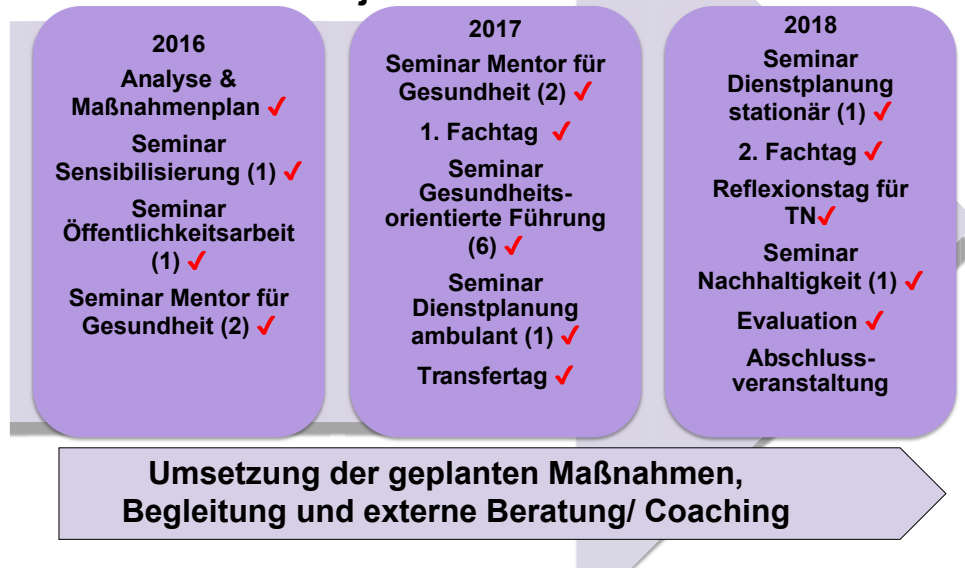 2016
Analyse &
Maßnahmenplan ✓
Seminar
Sensibilisierung (1) ✓
Seminar
Öffentlichkeitsarbeit
(1) ✓
Seminar Mentor für
Gesundheit (2) ✓
2017
Seminar Mentor für
Gesundheit (2) ✓
1. Fachtag ✓
Seminar
Gesundheits-
orientierte Führung
(6) ✓
Seminar
Dienstplanung
ambulant (1) ✓
Transfertag ✓
2018
Seminar
Dienstplanung
stationär (1) ✓
2. Fachtag ✓
Reflexionstag für
TN✓
Seminar
Nachhaltigkeit (1) ✓
Evaluation ✓
Abschluss-
veranstaltung
Umsetzung der geplanten Maßnahmen,
Begleitung und externe Beratung/ Coaching